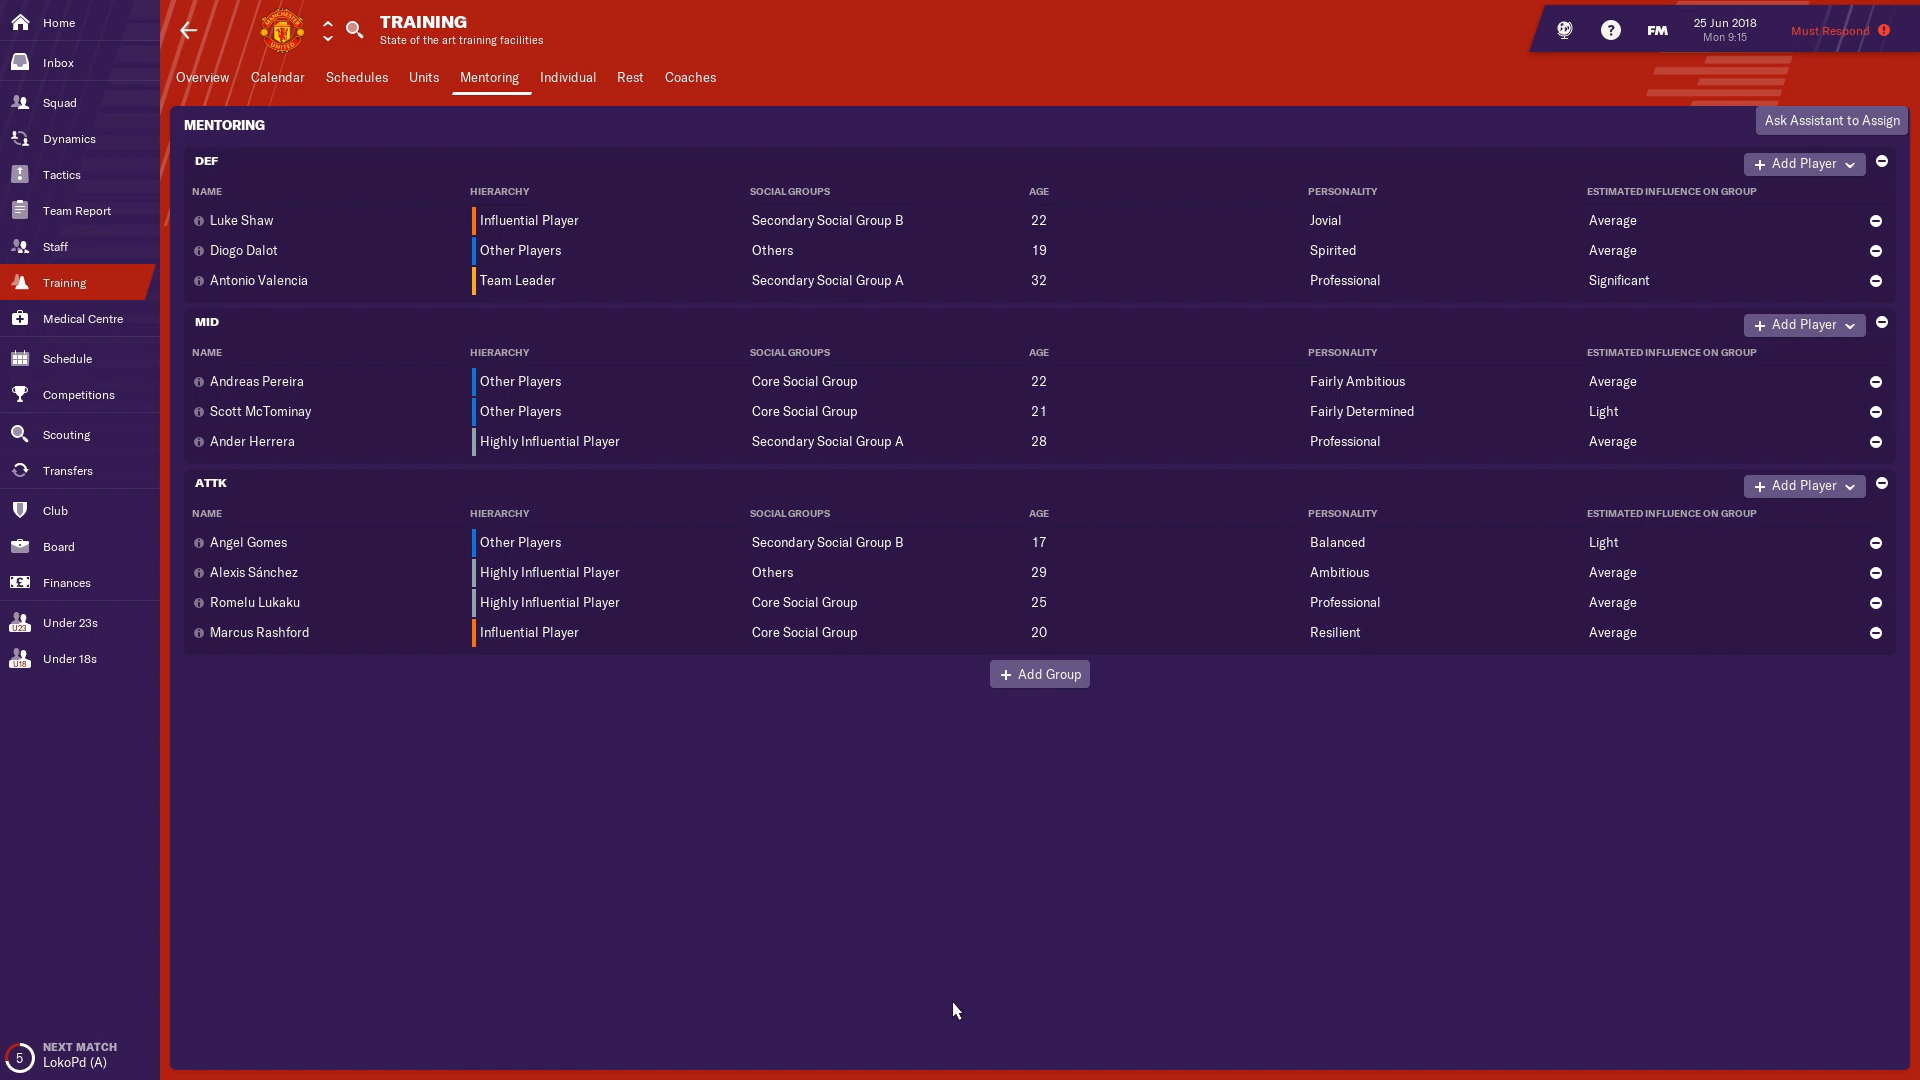 Home
Inbox
Squad
Dynamics
Tactics
Team Report
Staff
Training
Medical Centre
Schedule
Competitions
Scouting
Transfers
Club
Board
Finances
U23 Under 23s
U18 Under 18s
5 NEXT MATCH
LokoPd (A)
MANCHESTER
UNITED
TRAINING
State of the art training facilities
? FM 25 Jun 2018 Must Respond !
Mon 9:15
Overview Calendar Schedules Units Mentoring Individual Rest Coaches
MENTORING Ask Assistant to Assign
DEF + Add Player
NAME HIERARCHY SOCIAL GROUPS AGE PERSONALITY ESTIMATED INFLUENCE ON GROUP
Luke Shaw Influential Player Secondary Social Group B 22 Jovial Average
Diogo Dalot Other Players Others 19 Spirited Average
Antonio Valencia Team Leader Secondary Social Group A 32 Professional Significant
MID + Add Player
NAME HIERARCHY SOCIAL GROUPS AGE PERSONALITY ESTIMATED INFLUENCE ON GROUP
Andreas Pereira Other Players Core Social Group 22 Fairly Ambitious Average
Scott McTominay Other Players Core Social Group 21 Fairly Determined Light
Ander Herrera Highly Influential Player Secondary Social Group A 28 Professional Average
ATTK + Add Player
NAME HIERARCHY SOCIAL GROUPS AGE PERSONALITY ESTIMATED INFLUENCE ON GROUP
Angel Gomes Other Players Secondary Social Group B 17 Balanced Light
Alexis Sánchez Highly Influential Player Others 29 Ambitious Average
Romelu Lukaku Highly Influential Player Core Social Group 25 Professional Average
Marcus Rashford Influential Player Core Social Group 20 Resilient Average
+ Add Group